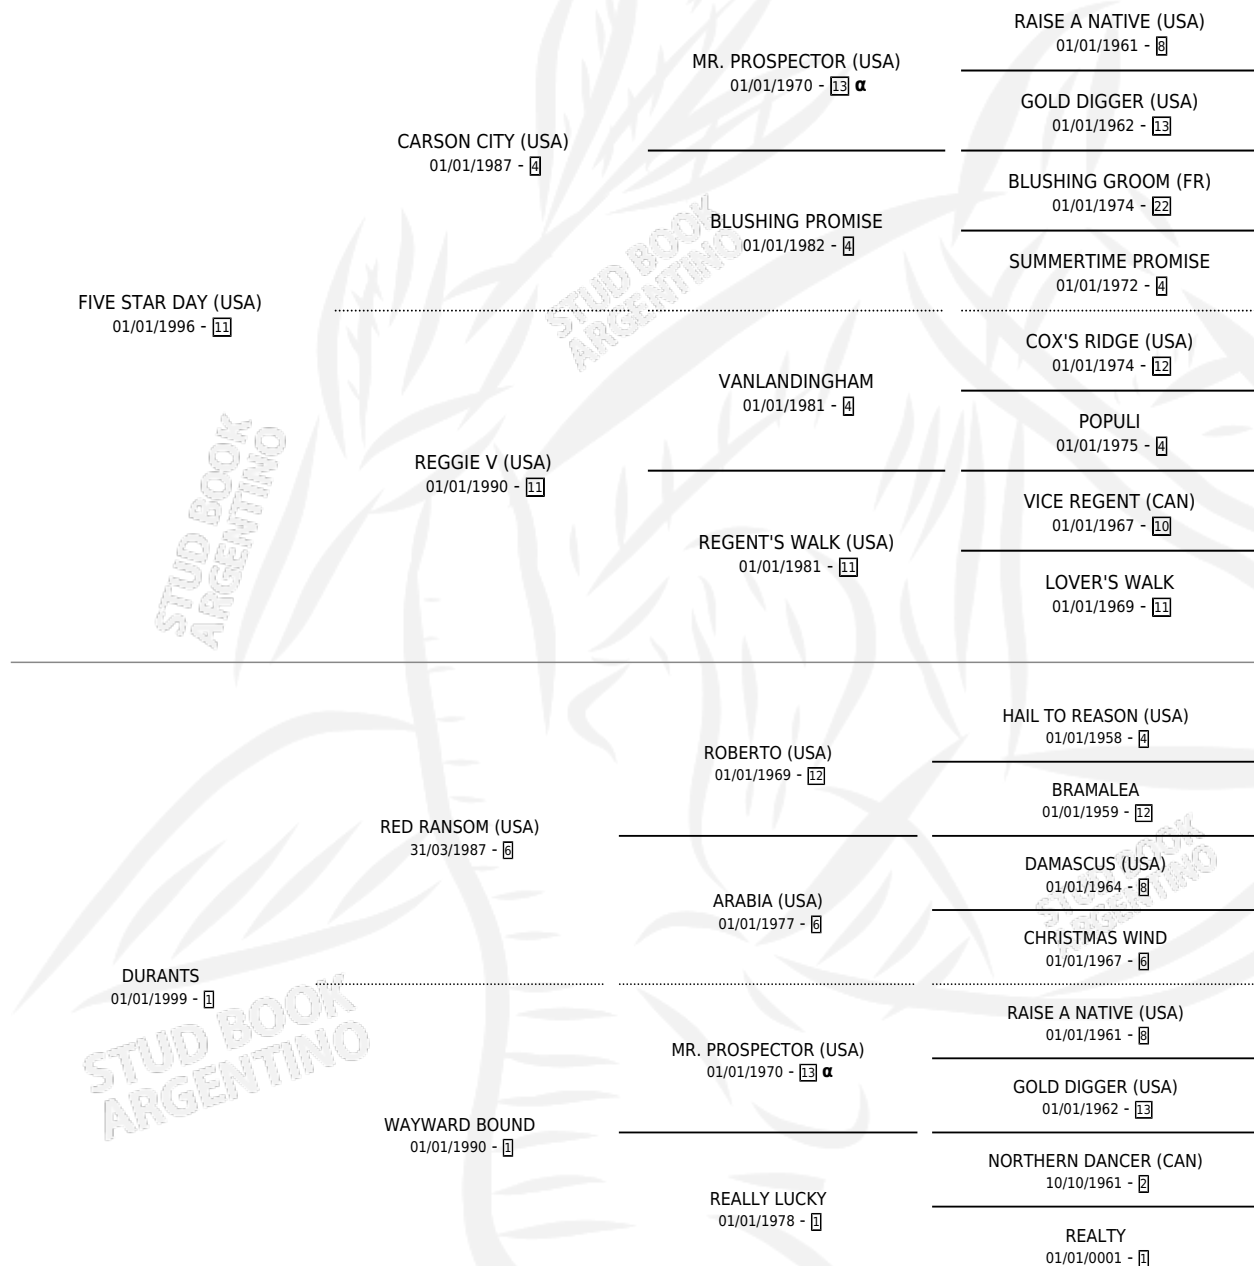 RAISE A NATIVE (USA)
01/01/1961 - 8
MR. PROSPECTOR (USA)
01/01/1970 - 13 α
GOLD DIGGER (USA)
01/01/1962 - 13
CARSON CITY (USA)
01/01/1987 - 4
BLUSHING GROOM (FR)
01/01/1974 - 22
BLUSHING PROMISE
01/01/1982 - 4
SUMMERTIME PROMISE
01/01/1972 - 4
FIVE STAR DAY (USA)
01/01/1996 - 11
COX'S RIDGE (USA)
01/01/1974 - 12
VANLANDINGHAM
01/01/1981 - 4
POPULI
01/01/1975 - 4
REGGIE V (USA)
01/01/1990 - 11
VICE REGENT (CAN)
01/01/1967 - 10
REGENT'S WALK (USA)
01/01/1981 - 11
LOVER'S WALK
01/01/1969 - 11
HAIL TO REASON (USA)
01/01/1958 - 4
ROBERTO (USA)
01/01/1969 - 12
BRAMALEA
01/01/1959 - 12
RED RANSOM (USA)
31/03/1987 - 6
DAMASCUS (USA)
01/01/1964 - 8
ARABIA (USA)
01/01/1977 - 6
CHRISTMAS WIND
01/01/1967 - 6
DURANTS
01/01/1999 - 1
RAISE A NATIVE (USA)
01/01/1961 - 8
MR. PROSPECTOR (USA)
01/01/1970 - 13 α
GOLD DIGGER (USA)
01/01/1962 - 13
WAYWARD BOUND
01/01/1990 - 1
NORTHERN DANCER (CAN)
10/10/1961 - 2
REALLY LUCKY
01/01/1978 - 1
REALTY
01/01/0001 - 1
STUD BOOK
ARGENTINO
STUD BOOK
ARGENTINO
STUD BOOK
ARGENTINO
STUD BOOK
ARGENTINO